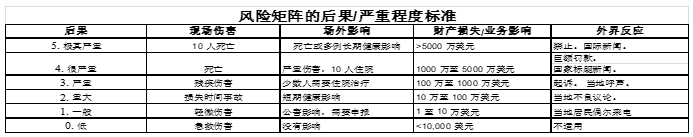 风险矩阵的后果/严重程度标准
后果 现场伤害 场外影响 财产损失/业务影响 外界反应
5. 极其严重 10 人死亡 死亡或多例长期健康影响 >5000 万美元 禁止。国际新闻。
巨额罚款。
4. 很严重 死亡 严重伤害。10 人住院 1000 万至 5000 万美元 国家标题新闻。
3. 严重 残疾伤害 少数人需要住院治疗 100 万至 1000 万美元 起诉。 当地呼声。
2. 重大 损失时间事故 短期健康影响 10 万至 100 万美元 当地不良议论。
1. 一般 轻微伤害 公害影响。需要申报 1 至 10 万美元 当地居民偶尔来电
0. 低 急救伤害 没有影响 <10,000 美元 不适用